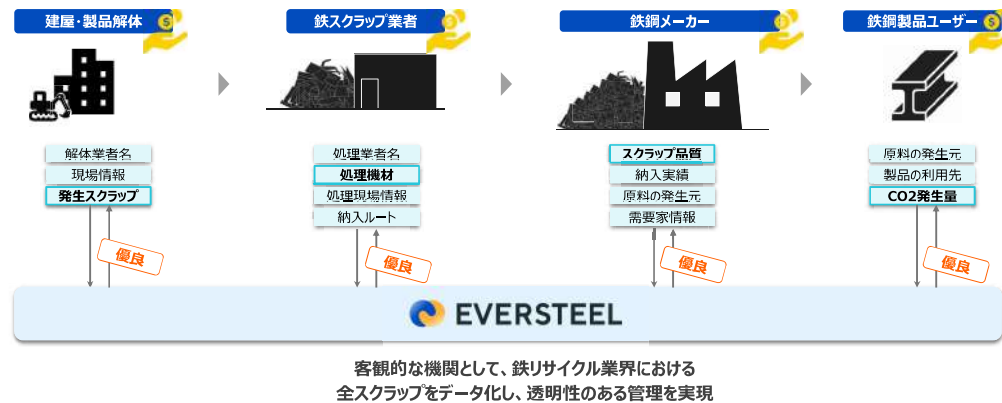 建屋・製品解体
鉄スクラップ業者
鉄鋼メーカー
鉄鋼製品ユーザー
解体業者名
現場情報
発生スクラップ
処理業者名
処理機材
処理現場情報
納入ルート
スクラップ品質
納入実績
原料の発生元
需要家情報
原料の発生元
製品の利用先
CO2発生量
優良
優良
優良
優良
EVERSTEEL
客観的な機関として、鉄リサイクル業界における
全スクラップをデータ化し、透明性のある管理を実現